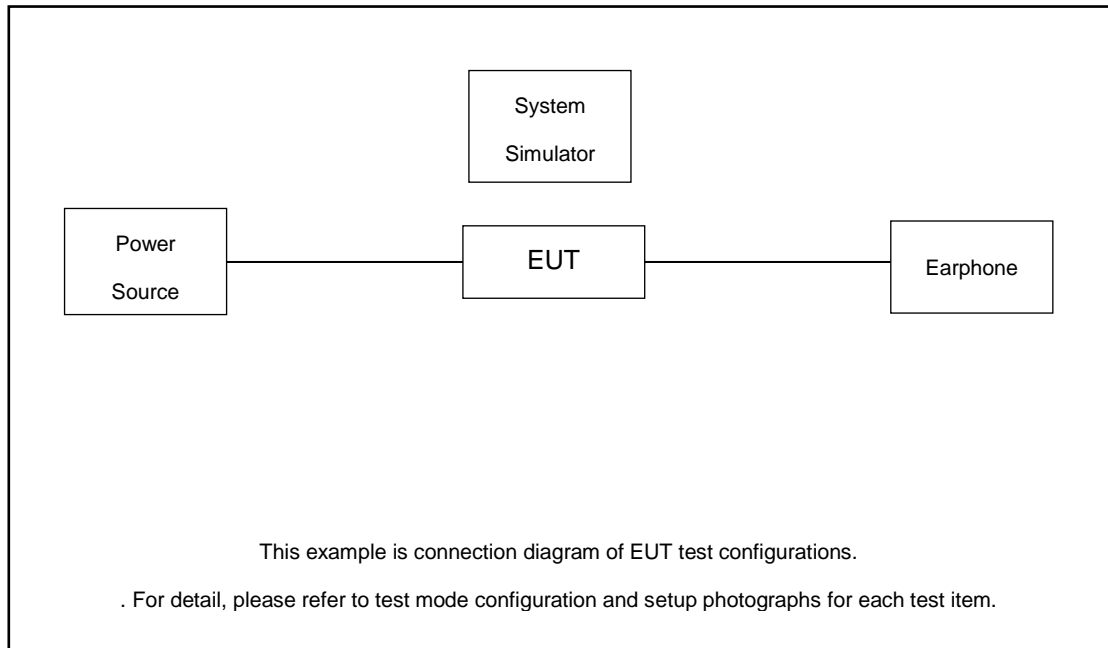 System
Simulator
Power
Source
EUT
Earphone
This example is connection diagram of EUT test configurations.
. For detail, please refer to test mode configuration and setup photographs for each test item.